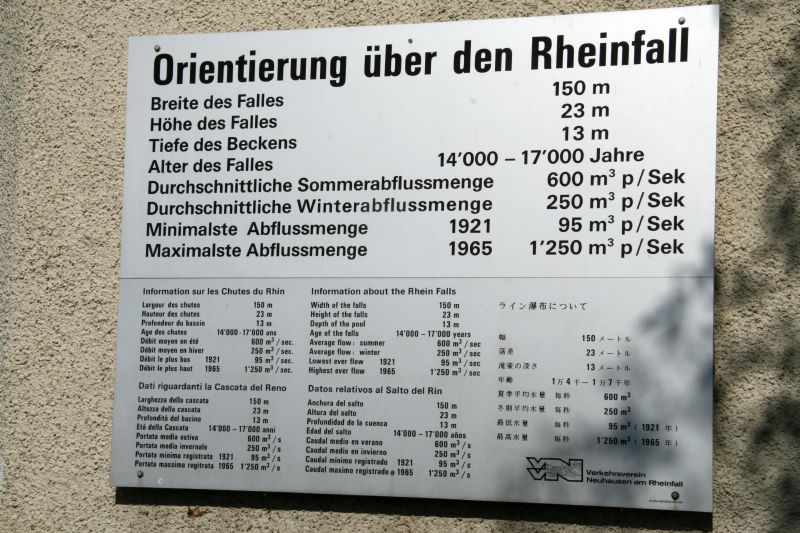 Orientierung über den Rheinfall
Breite des Falles 150 m
Höhe des Falles 23 m
Tiefe des Beckens 13 m
Alter des Falles 14'000 – 17'000 Jahre
Durchschnittliche Sommerabflussmenge 600 m³ p/Sek
Durchschnittliche Winterabflussmenge 250 m³ p/Sek
Minimalste Abflussmenge 1921 95 m³ p/Sek
Maximalste Abflussmenge 1965 1'250 m³ p/Sek
Information sur les Chutes du Rhin
Largeur des chutes 150 m
Hauteur des chutes 23 m
Profondeur du bassin 13 m
Age des chutes 14'000-17'000 ans
Débit moyen en été 600 m³/sec.
Débit moyen en hiver 250 m³/sec.
Débit le plus bas 1921 95 m³/sec.
Débit le plus haut 1965 1'250 m³/sec.
Information about the Rhein Falls
Width of the falls 150 m
Height of the falls 23 m
Depth of the pool 13 m
Age of the falls 14'000 – 17'000 years
Average flow: summer 600 m³/sec
Average flow: winter 250 m³/sec
Lowest ever flow 1921 95 m³/sec
Highest ever flow 1965 1'250 m³/sec
Dati riguardanti la Cascata del Reno
Larghezza della cascata 150 m
Altezza della cascata 23 m
Profondità del bacino 13 m
Età della Cascata 14'000 – 17'000 anni
Portata media estiva 600 m³/s
Portata media invernale 250 m³/s
Portata minima registrata 1921 95 m³/s
Portata massima registrata 1965 1'250 m³/s
Datos relativos al Salto del Rin
Anchura del salto 150 m
Altura del salto 23 m
Profundidad de la cuenca 13 m
Edad del salto 14'000 – 17'000 años
Caudal medio en verano 600 m³/s
Caudal medio en invierno 250 m³/s
Caudal minimo registrado 1921 95 m³/s
Caudal maximo registrado 1965 1'250 m³/s
ライン瀑布について
幅 150 メートル
落差 23 メートル
滝壷の深さ 13 メートル
年齢 1万4千–1万7千年
夏季平均水量 毎秒 600 m³
冬期平均水量 毎秒 250 m³
最低水量 毎秒 95 m³ (1921 年)
最高水量 毎秒 1'250 m³ (1965 年)
VVN Verkehrsverein
Neuhausen am Rheinfall